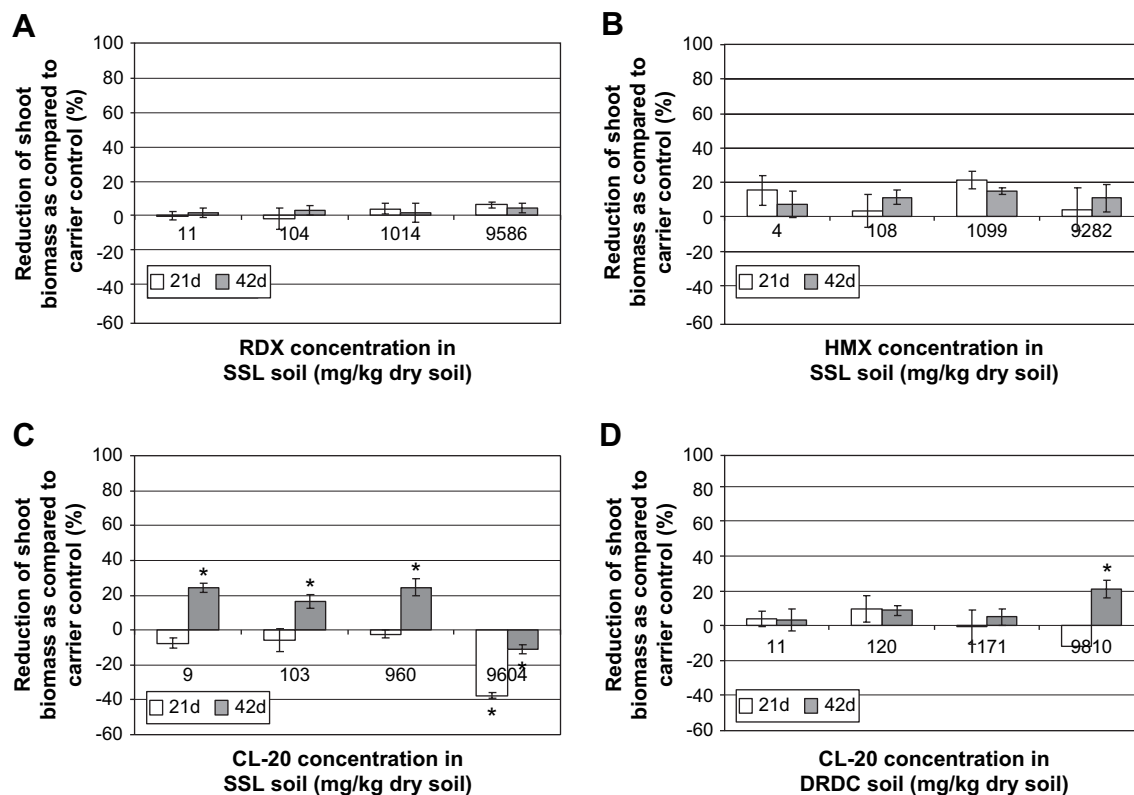 A
Reduction of shoot
biomass as compared to
carrier control (%)
100
80
60
40
20
0
-20
-40
-60
11 104 1014 9586
21d 42d
RDX concentration in
SSL soil (mg/kg dry soil)
B
Reduction of shoot
biomass as compared to
carrier control (%)
100
80
60
40
20
0
-20
-40
-60
4 108 1099 9282
21d 42d
HMX concentration in
SSL soil (mg/kg dry soil)
C
Reduction of shoot
biomass as compared to
carrier control (%)
100
80
60
40
20
0
-20
-40
-60
* * *
9 103 960 9604
*
*
21d 42d
CL-20 concentration in
SSL soil (mg/kg dry soil)
D
Reduction of shoot
biomass as compared to
carrier control (%)
100
80
60
40
20
0
-20
-40
-60
*
11 120 1171 9810
21d 42d
CL-20 concentration in
DRDC soil (mg/kg dry soil)